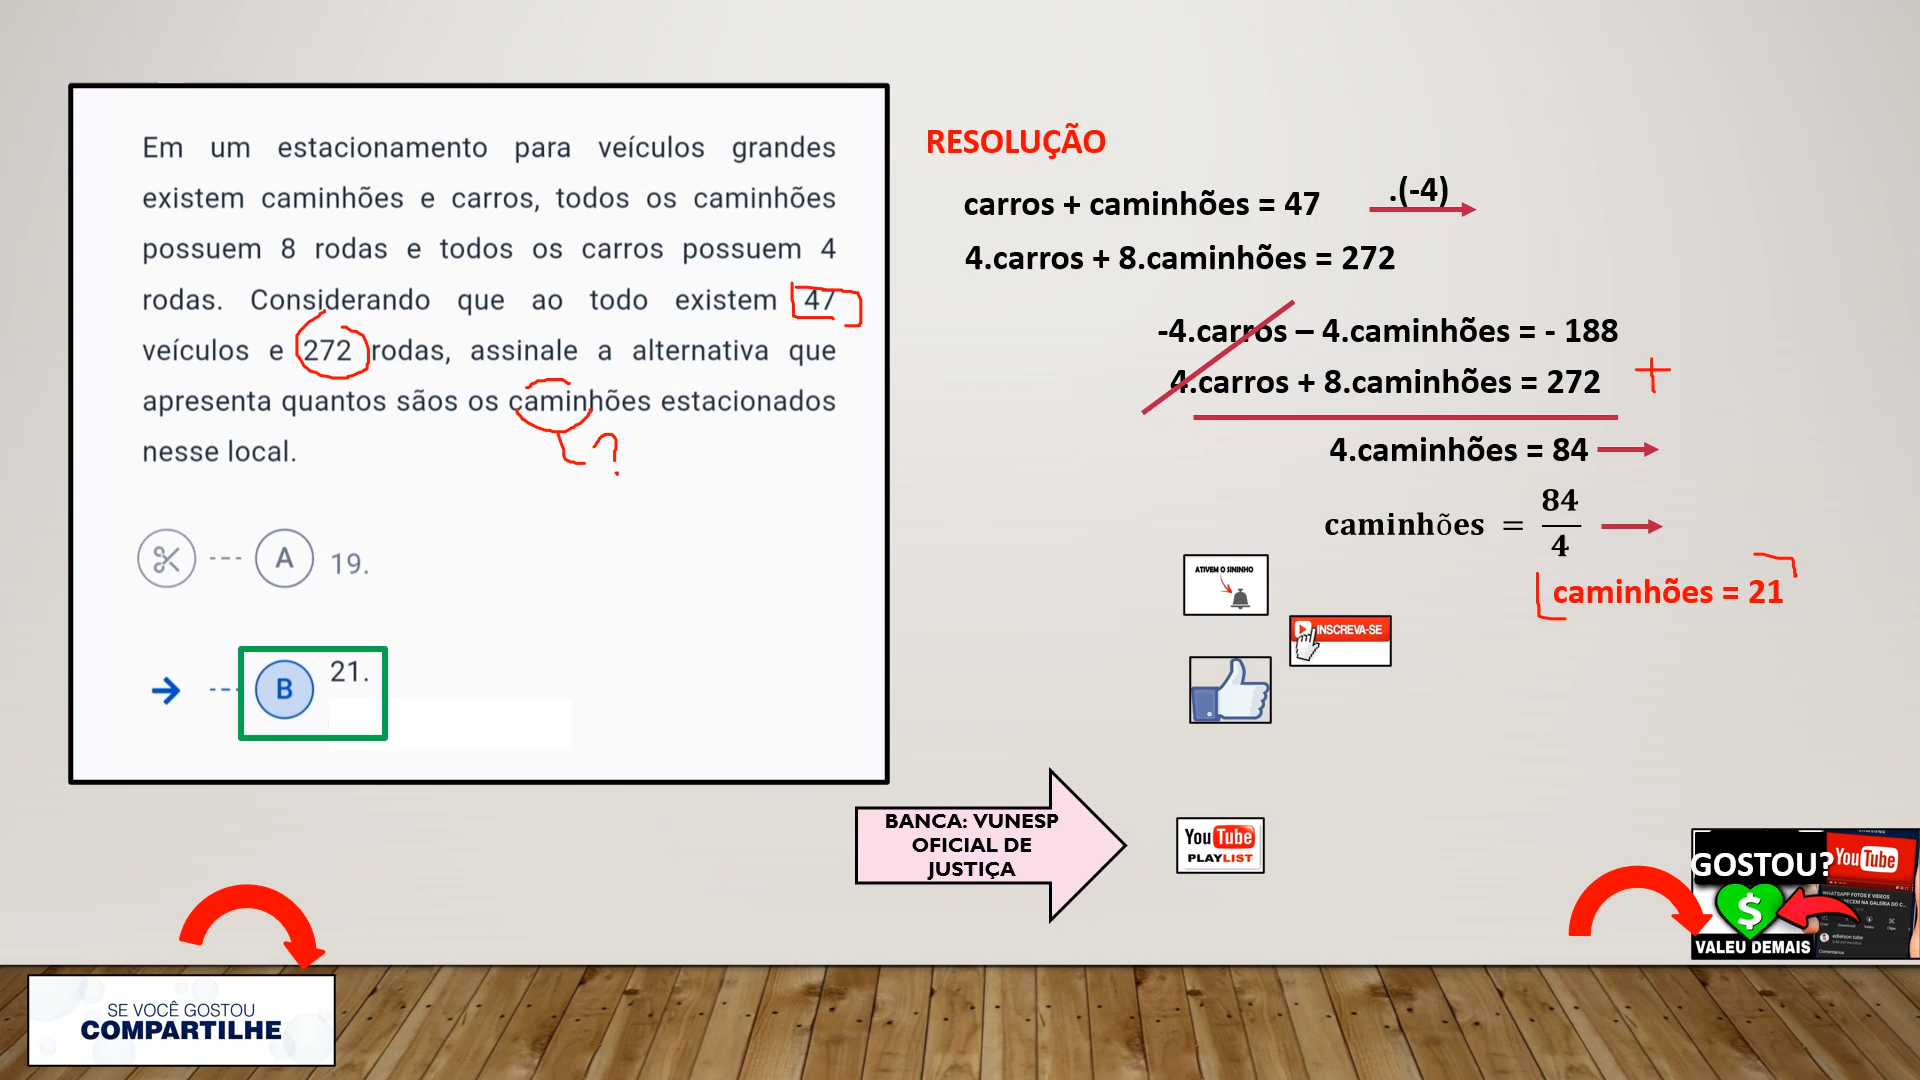 Em um estacionamento para veículos grandes
existem caminhões e carros, todos os caminhões
possuem 8 rodas e todos os carros possuem 4
rodas. Considerando que ao todo existem 47
veículos e 272 rodas, assinale a alternativa que
apresenta quantos sãos os caminhões estacionados
nesse local.
?
A 19.
B 21.
RESOLUÇÃO
carros + caminhões = 47 .(-4)
4.carros + 8.caminhões = 272
-4.carros – 4.caminhões = - 188
4.carros + 8.caminhões = 272 +
4.caminhões = 84
caminhões = 84/4
caminhões = 21
ATIVEM O SININHO
INSCREVA-SE
BANCA: VUNESP
OFICIAL DE
JUSTIÇA
YouTube
PLAYLIST
SE VOCÊ GOSTOU
COMPARTILHE
GOSTOU?
YouTube
$
VALEU DEMAIS